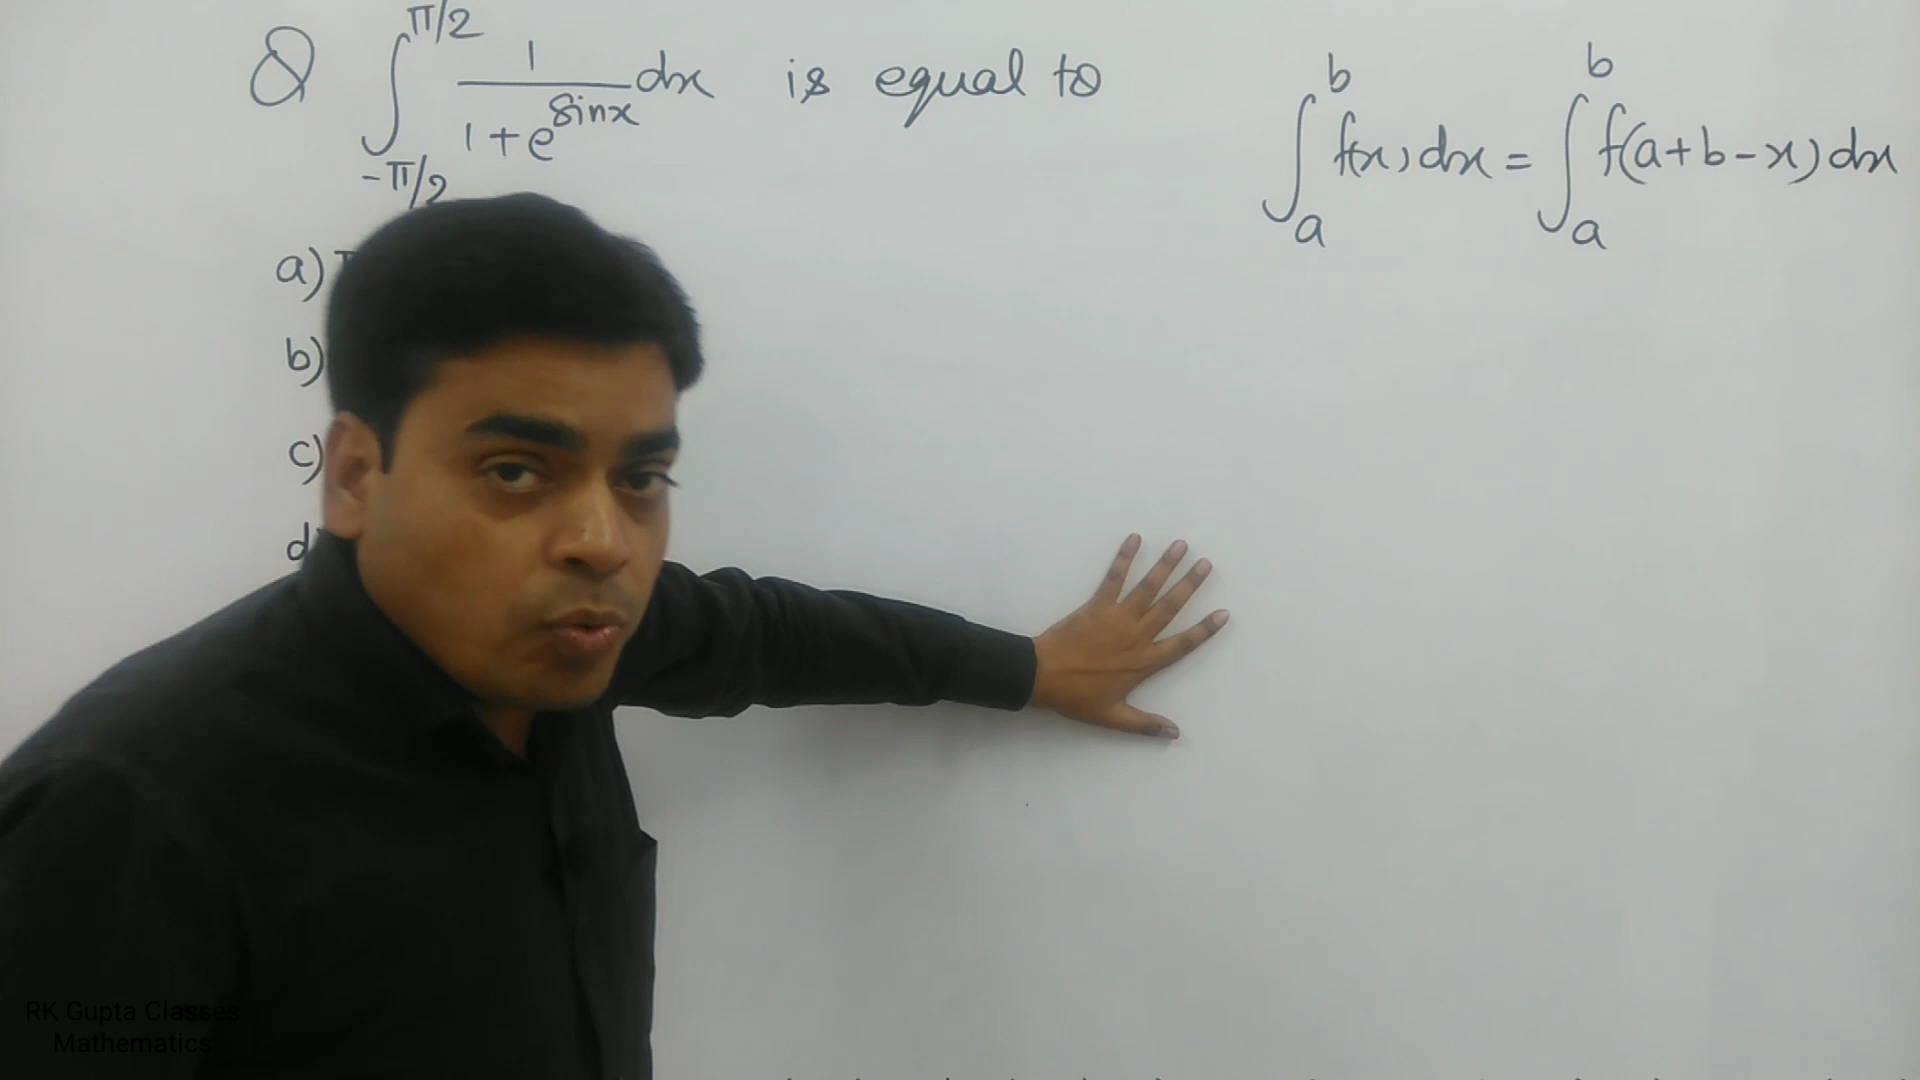 Q ∫_{-π/2}^{π/2} 1/(1+e^{sinx}) dx is equal to
∫_a^b f(x) dx = ∫_a^b f(a+b-x) dx
a)
b)
c)
d
RK Gupta Classes
Mathematics